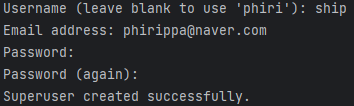 Username (leave blank to use 'phiri'): ship
Email address: phirippa@naver.com
Password:
Password (again):
Superuser created successfully.